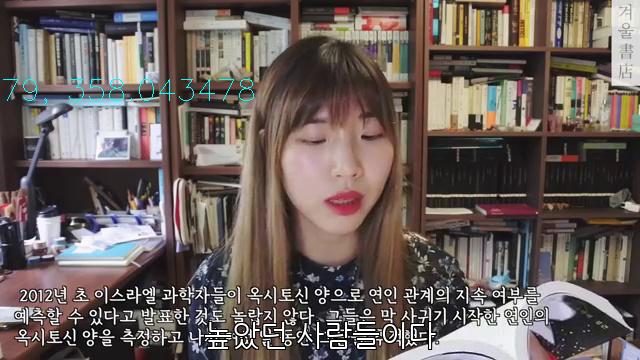 겨울書店
79, 358.043478
2012년 초 이스라엘 과학자들이 옥시토신 양으로 연인 관계의 지속 여부를
예측할 수 있다고 발표한 것도 놀랍지 않다. 그들은 막 사귀기 시작한 연인의
옥시토신 양을 측정하고
높았던 사람들이다